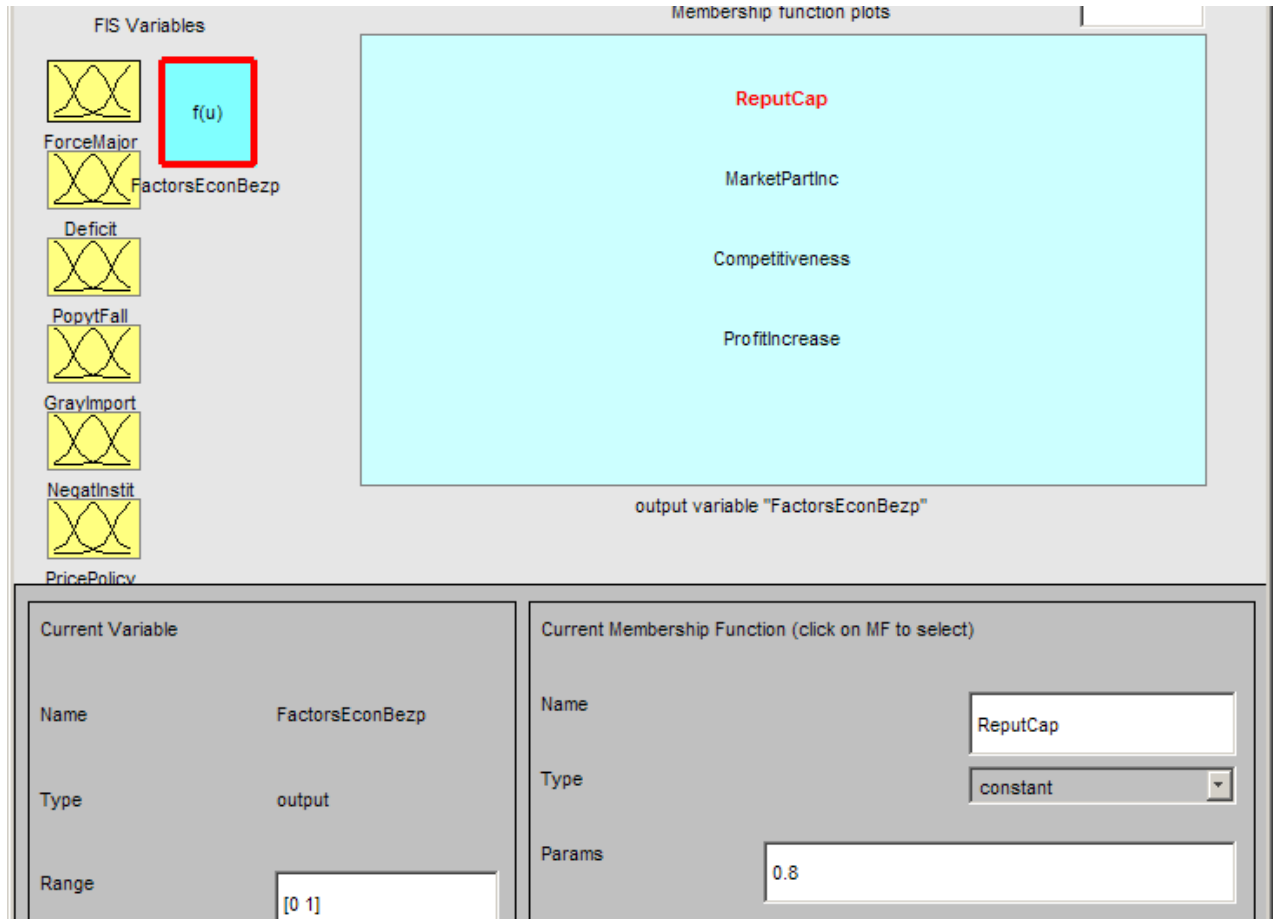 Membership function plots
FIS Variables
f(u)
ForceMajor
FactorsEconBezp
Deficit
PopytFall
GrayImport
NegatInstit
PricePolicy
ReputCap
MarketPartInc
Competitiveness
ProfitIncrease
output variable "FactorsEconBezp"
Current Variable
Name FactorsEconBezp
Type output
Range [0 1]
Current Membership Function (click on MF to select)
Name ReputCap
Type constant
Params 0.8